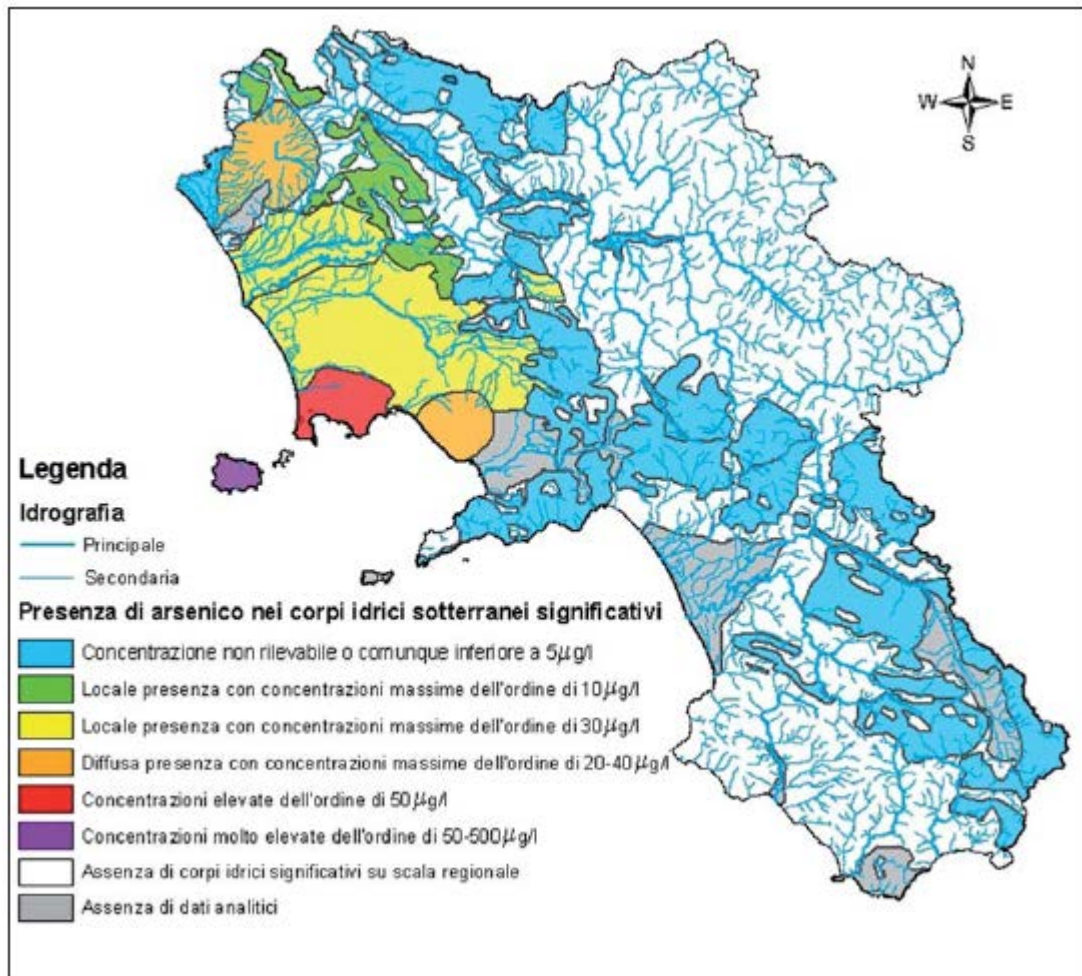 N
W E
S
Legenda
Idrografia
Principale
Secondaria
Presenza di arsenico nei corpi idrici sotterranei significativi
Concentrazione non rilevabile o comunque inferiore a 5μg/l
Locale presenza con concentrazioni massime dell'ordine di 10μg/l
Locale presenza con concentrazioni massime dell'ordine di 30μg/l
Diffusa presenza con concentrazioni massime dell'ordine di 20-40μg/l
Concentrazioni elevate dell'ordine di 50μg/l
Concentrazioni molto elevate dell'ordine di 50-500μg/l
Assenza di corpi idrici significativi su scala regionale
Assenza di dati analitici